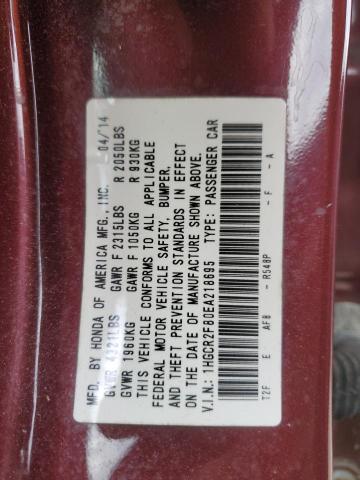 MFD. BY HONDA OF AMERICA MFG., INC. 04/14
GVWR 4321LBS GAWR F 2315LBS R 2050LBS
GVWR 1960KG GAWR F 1050KG R 930KG
THIS VEHICLE CONFORMS TO ALL APPLICABLE
FEDERAL MOTOR VEHICLE SAFETY, BUMPER,
AND THEFT PREVENTION STANDARDS IN EFFECT
ON THE DATE OF MANUFACTURE SHOWN ABOVE.
V.I.N.: 1HGCR2F80EA218695 TYPE: PASSENGER CAR
T2F E AF8 - R548P - F - A